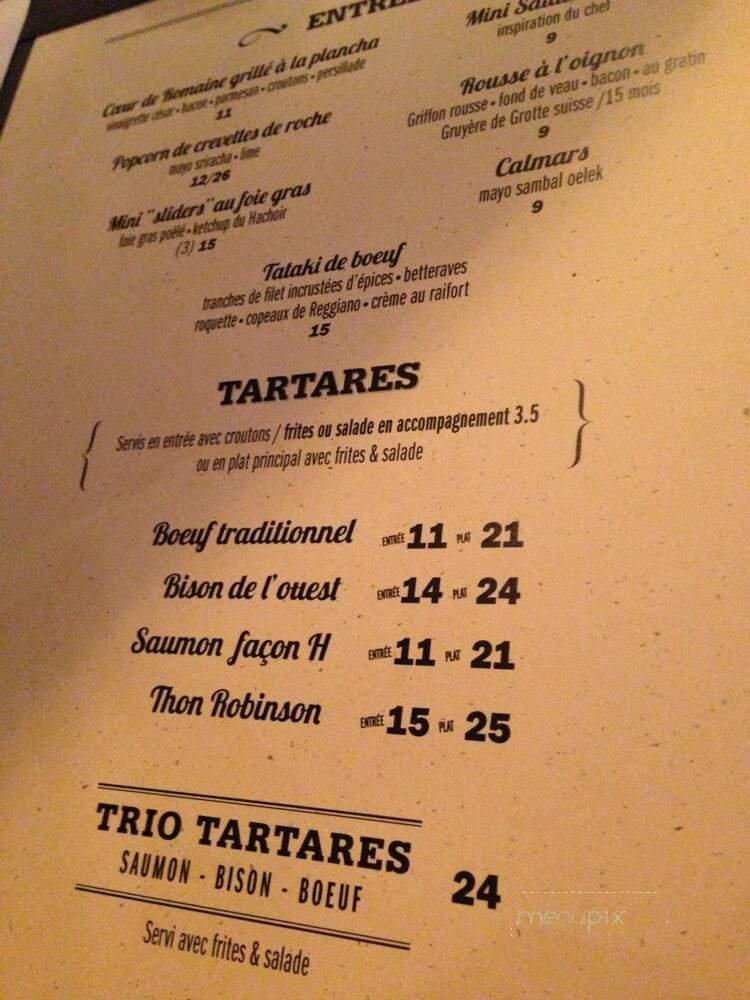 Cœur de Romaine grillé à la plancha
vinaigrette césar • bacon • parmesan • croutons • persillade
11
Popcorn de crevettes de roche
mayo sriracha • lime
12/26
Mini "sliders" au foie gras
foie gras poêlé • ketchup du Hachoir
(3) 15
Mini
inspiration du chef
9
Rousse à l'oignon
Griffon rousse • fond de veau • bacon • au gratin
Gruyère de Grotte suisse /15 mois
9
Calmars
mayo sambal oelek
9
Tataki de boeuf
tranches de filet incrustées d'épices • betteraves
roquette • copeaux de Reggiano • crème au raifort
15
TARTARES
Servis en entrée avec croutons / frites ou salade en accompagnement 3.5
ou en plat principal avec frites & salade
Boeuf traditionnel ENTRÉE 11 PLAT 21
Bison de l'ouest ENTRÉE 14 PLAT 24
Saumon façon H ENTRÉE 11 PLAT 21
Thon Robinson ENTRÉE 15 PLAT 25
TRIO TARTARES
SAUMON - BISON - BOEUF
24
Servi avec frites & salade
menupix